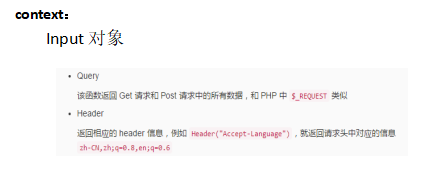 context：
Input 对象
Query
该函数返回 Get 请求和 Post 请求中的所有数据，和 PHP 中 $_REQUEST 类似
Header
返回相应的 header 信息，例如 Header("Accept-Language") ，就返回请求头中对应的信息
zh-CN,zh;q=0.8,en;q=0.6